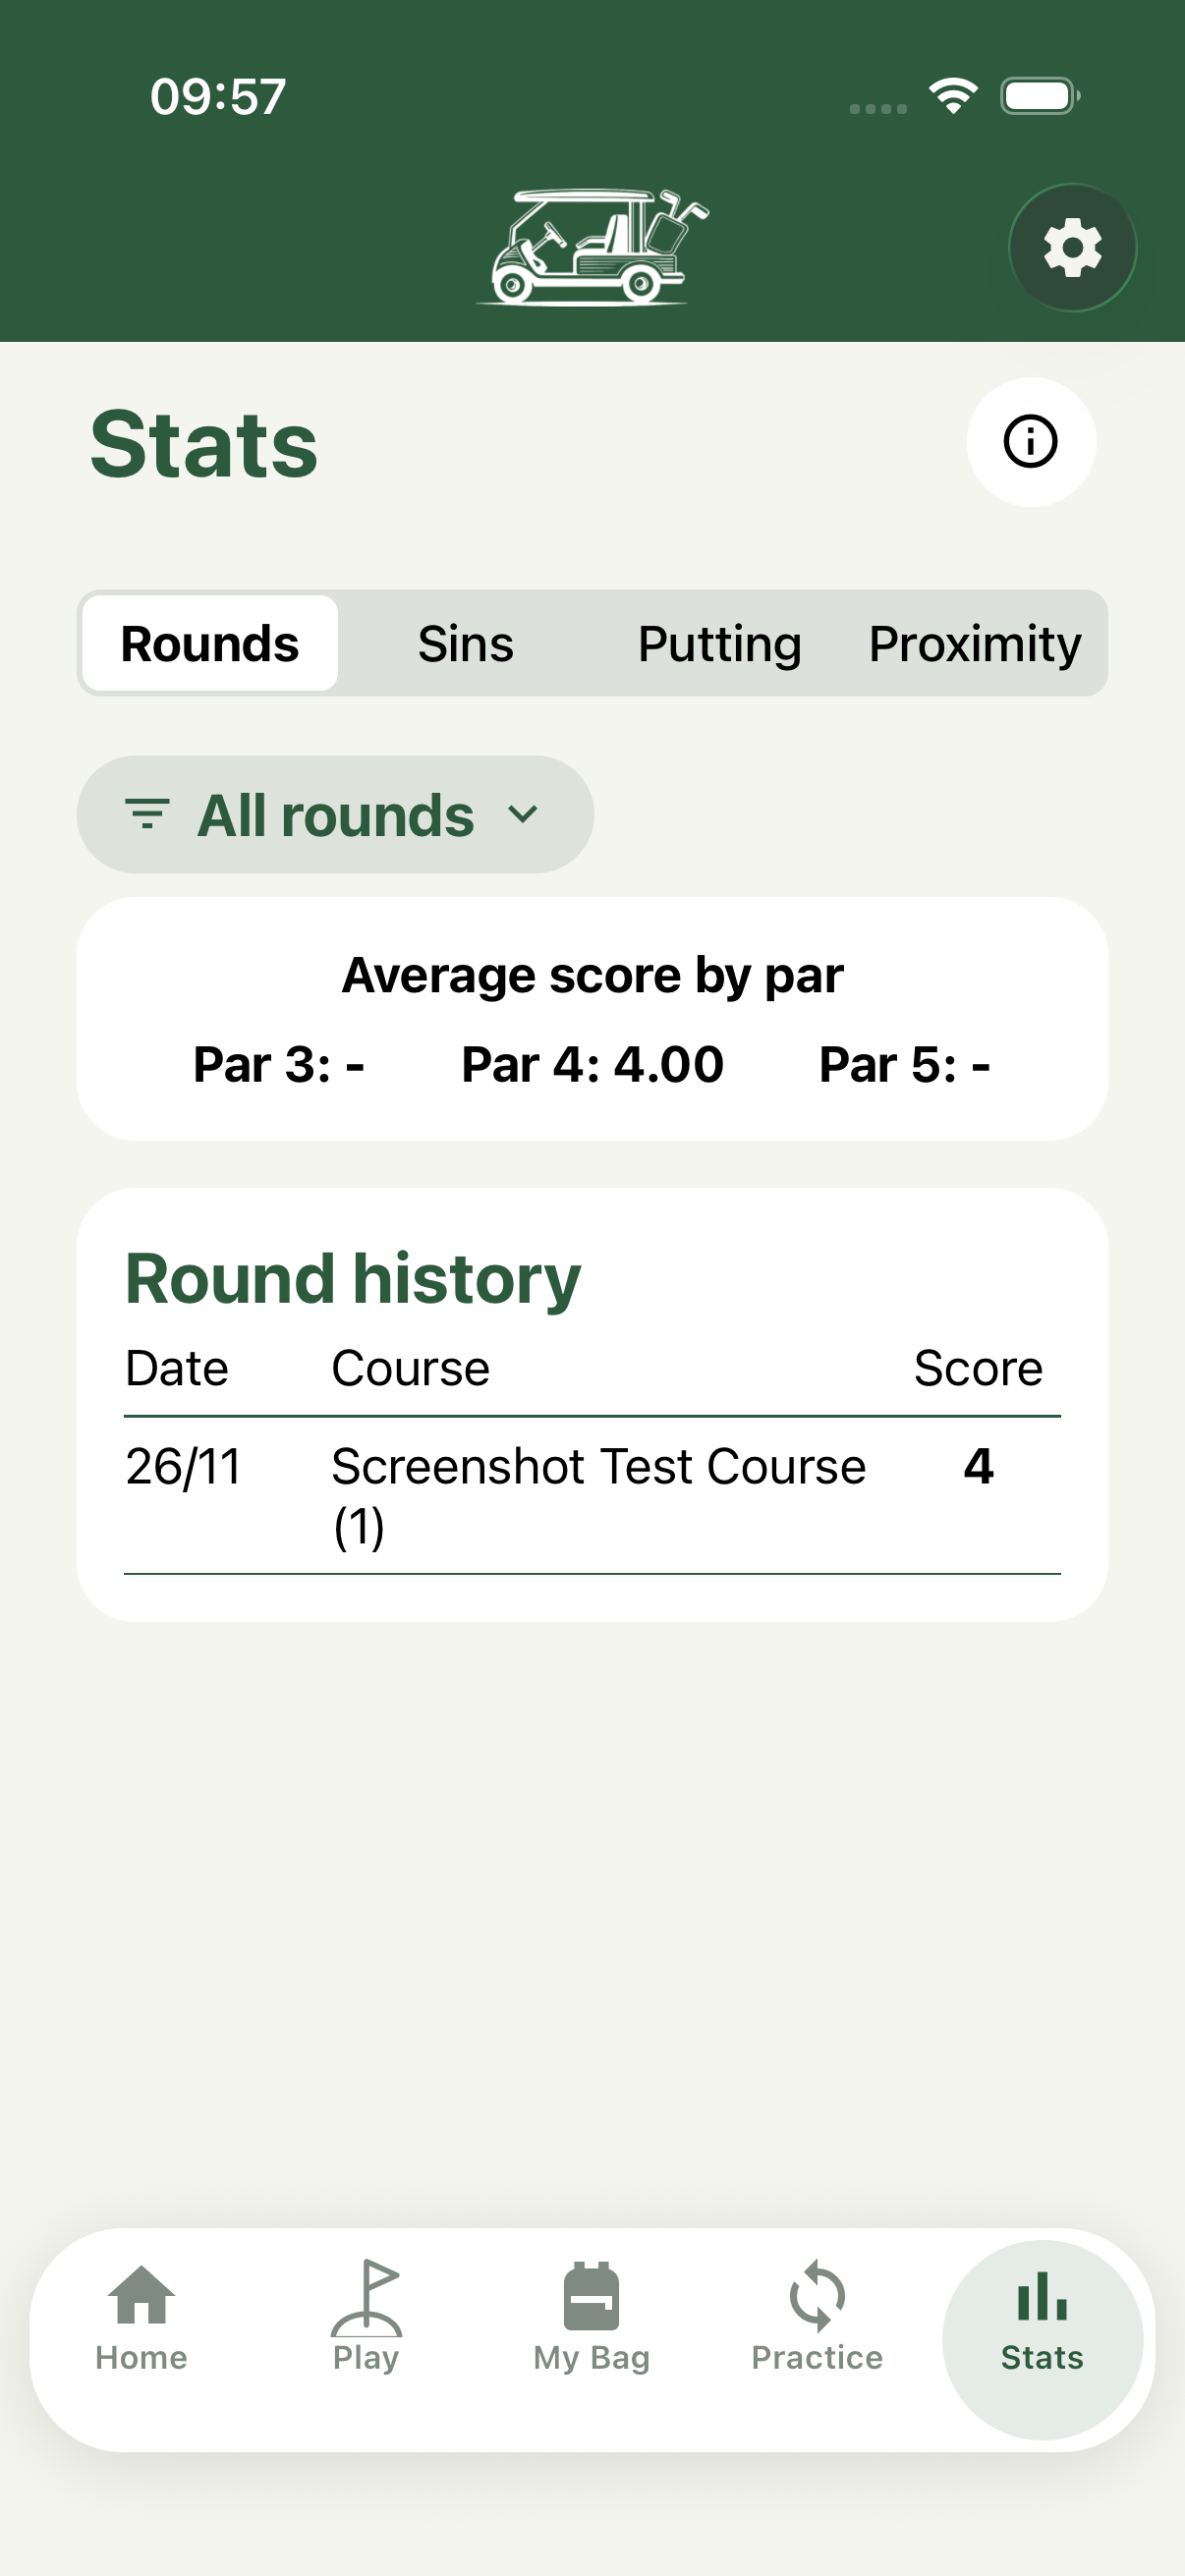 09:57
Stats
Rounds Sins Putting Proximity
All rounds
Average score by par
Par 3: - Par 4: 4.00 Par 5: -
Round history
Date Course Score
26/11 Screenshot Test Course 4
(1)
Home Play My Bag Practice Stats